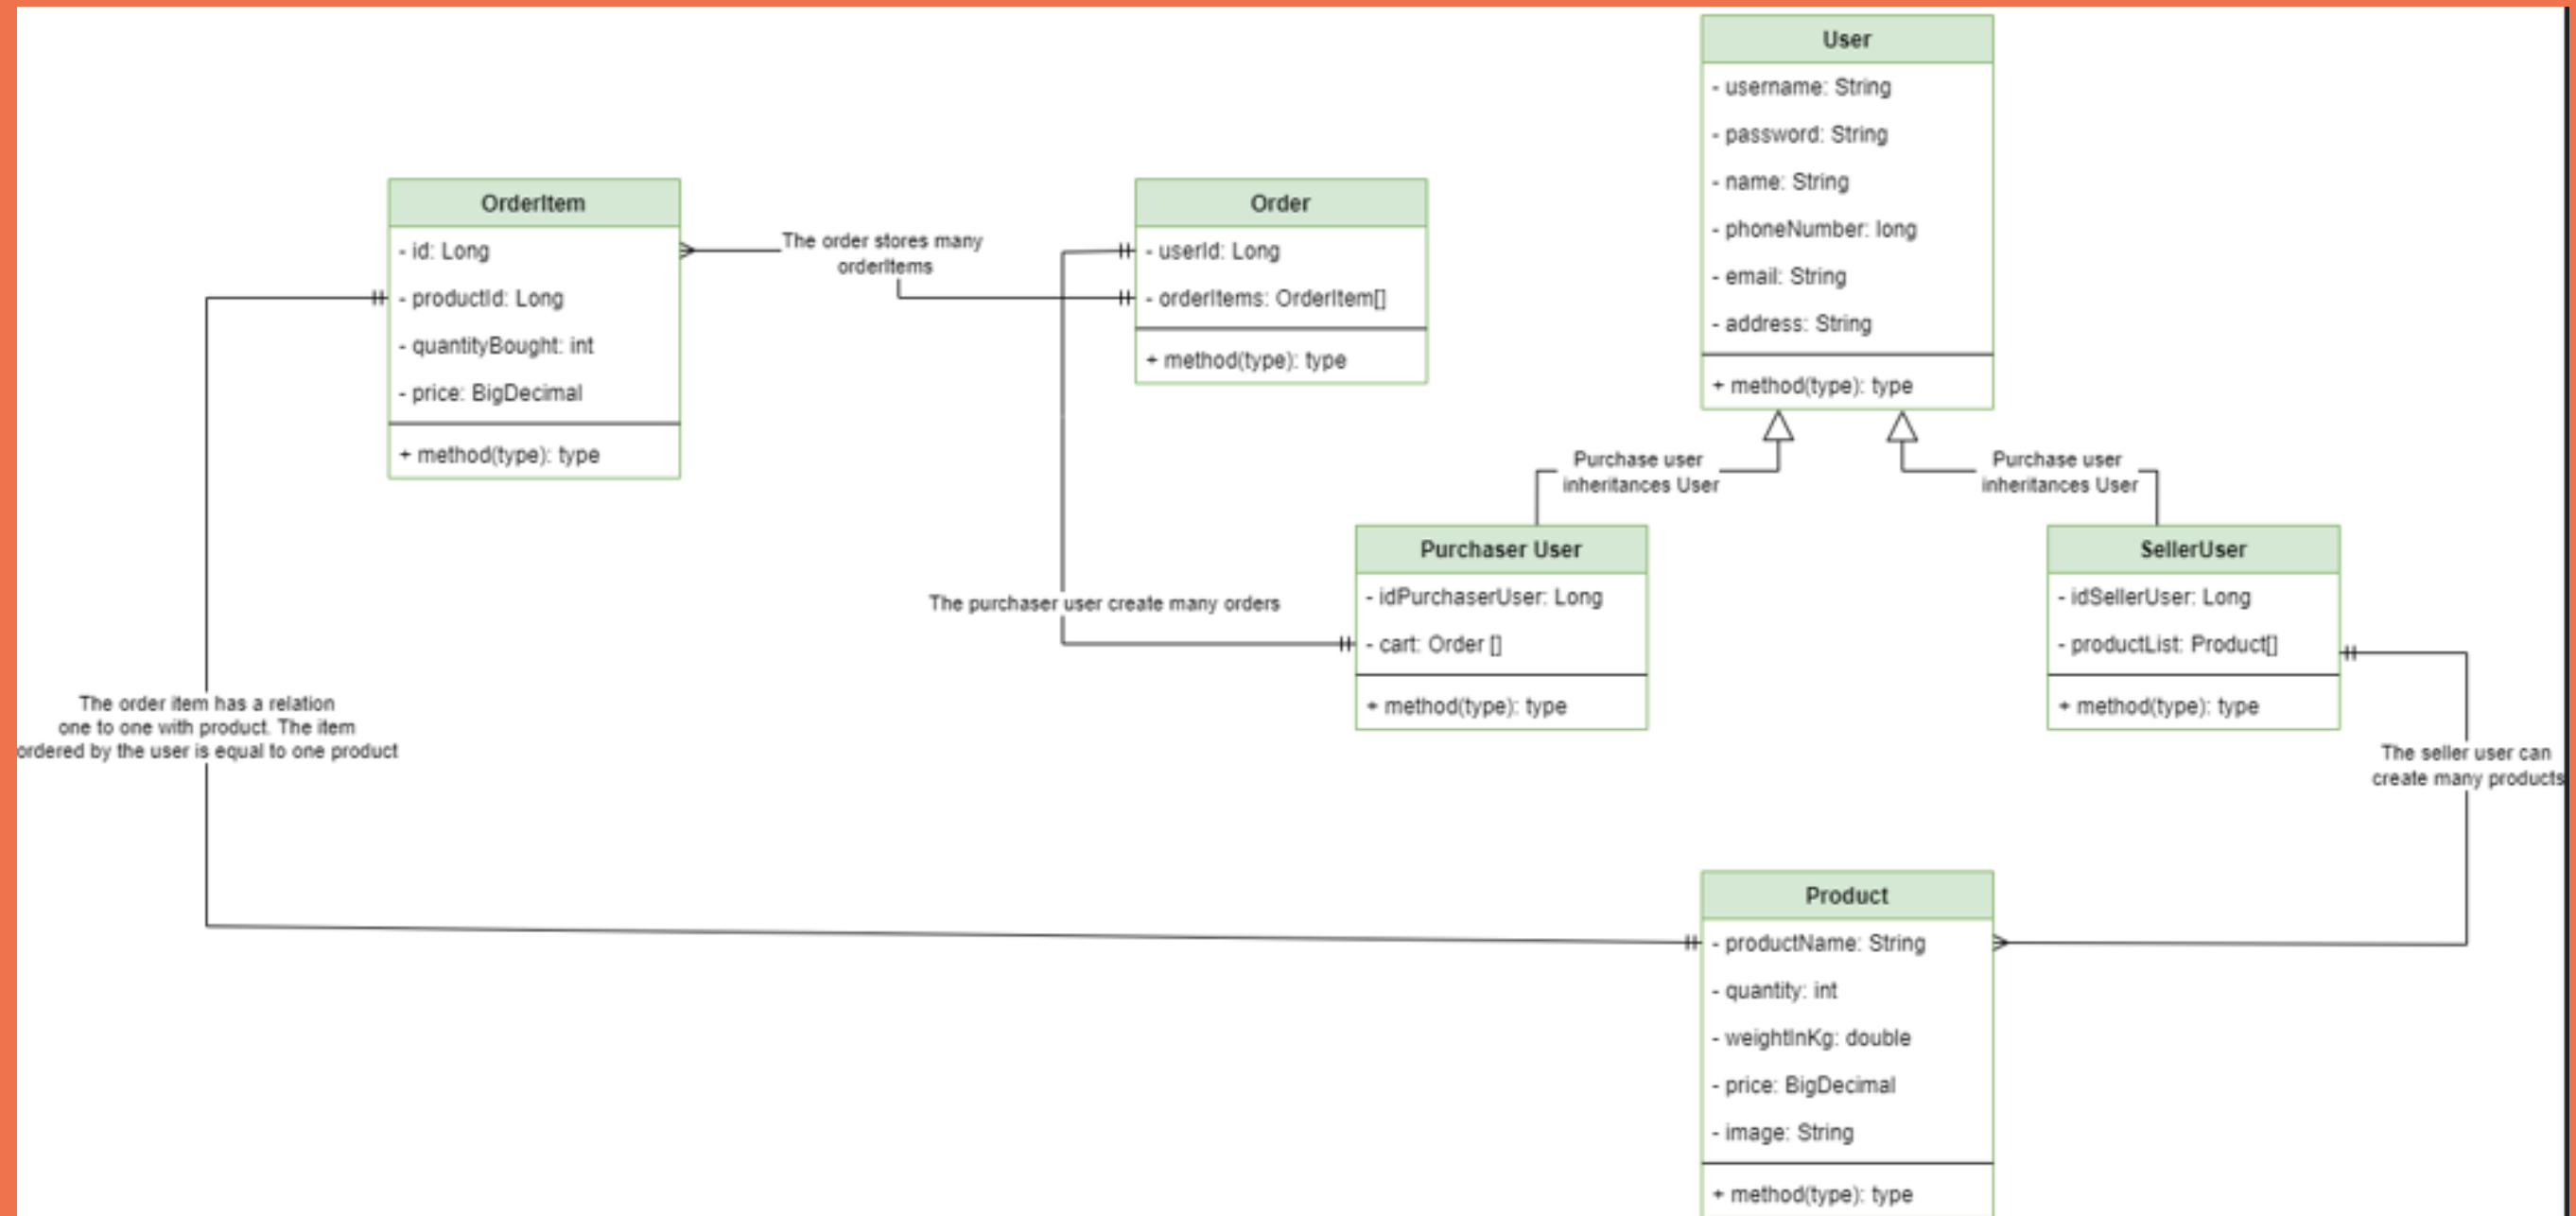 User
- username: String
- password: String
- name: String
- phoneNumber: long
- email: String
- address: String
+ method(type): type
OrderItem
- id: Long
- productId: Long
- quantityBought: int
- price: BigDecimal
+ method(type): type
The order stores many
orderItems
Order
- userId: Long
- orderItems: OrderItem[]
+ method(type): type
Purchase user
inheritances User
Purchase user
inheritances User
Purchaser User
- idPurchaserUser: Long
- cart: Order []
+ method(type): type
SellerUser
- idSellerUser: Long
- productList: Product[]
+ method(type): type
The purchaser user create many orders
The order item has a relation
one to one with product. The item
ordered by the user is equal to one product
The seller user can
create many products
Product
- productName: String
- quantity: int
- weightInKg: double
- price: BigDecimal
- image: String
+ method(type): type